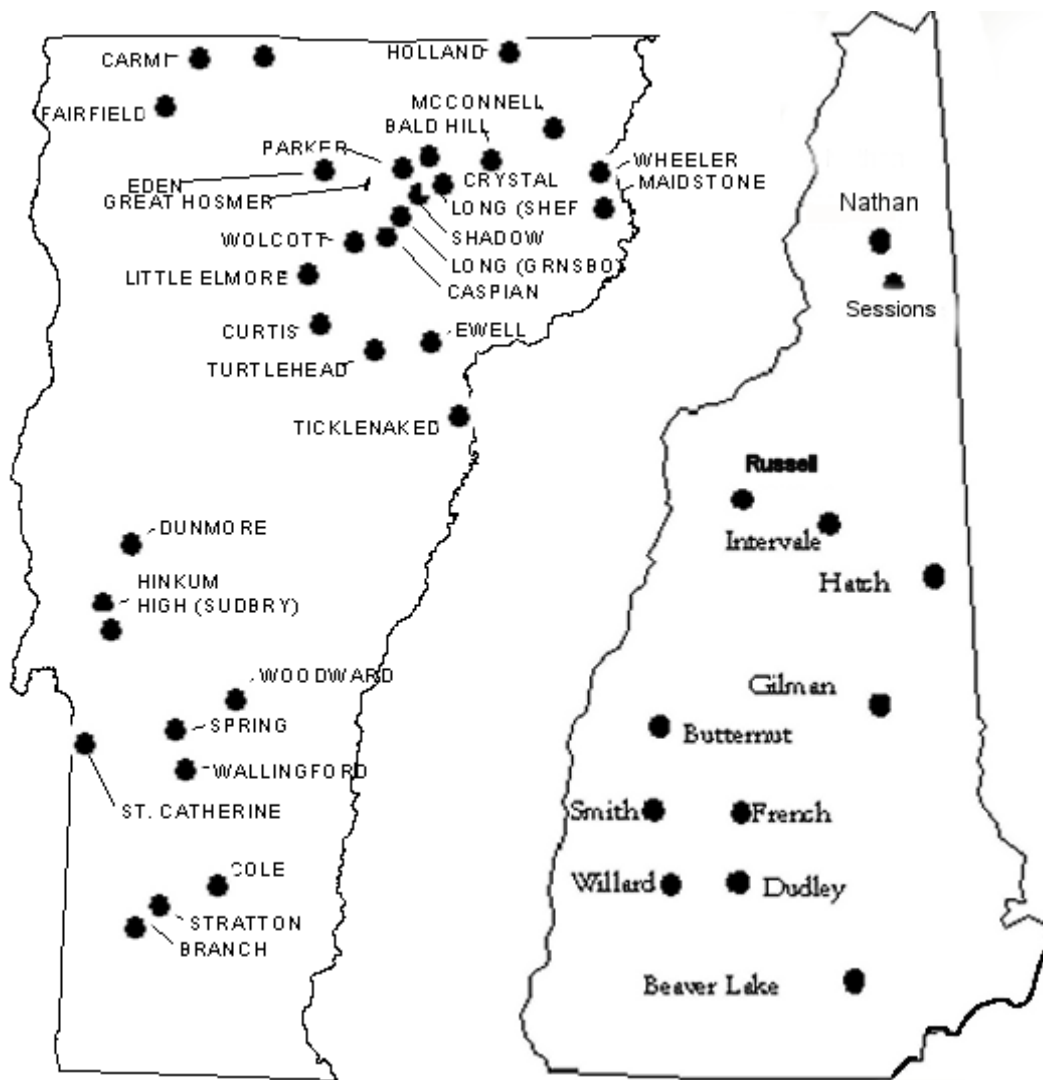 CARMI
HOLLAND
FAIRFIELD
MCCONNELL
BALD HILL
PARKER
WHEELER
EDEN
CRYSTAL
MAIDSTONE
GREAT HOSMER
LONG (SHEF
SHADOW
WOLCOTT
LONG (GRNSBO)
LITTLE ELMORE
CASPIAN
CURTIS
EWELL
TURTLEHEAD
TICKLENAKED
DUNMORE
HINKUM
HIGH (SUDBRY)
WOODWARD
SPRING
WALLINGFORD
ST. CATHERINE
COLE
STRATTON
BRANCH
Nathan
Sessions
Russell
Intervale
Hatch
Gilman
Butternut
Smith
French
Willard
Dudley
Beaver Lake